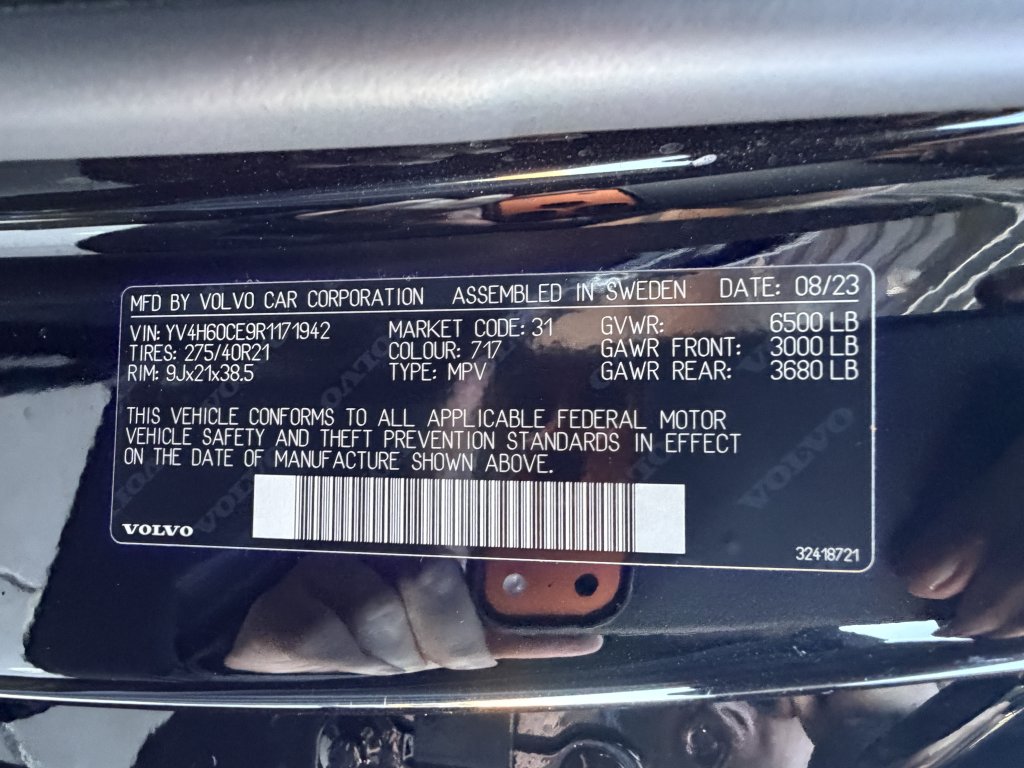 MFD BY VOLVO CAR CORPORATION ASSEMBLED IN SWEDEN DATE: 08/23
VIN: YV4H60CE9R1171942 MARKET CODE: 31 GVWR: 6500 LB
TIRES: 275/40R21 COLOUR: 717 GAWR FRONT: 3000 LB
RIM: 9Jx21x38.5 TYPE: MPV GAWR REAR: 3680 LB
THIS VEHICLE CONFORMS TO ALL APPLICABLE FEDERAL MOTOR
VEHICLE SAFETY AND THEFT PREVENTION STANDARDS IN EFFECT
ON THE DATE OF MANUFACTURE SHOWN ABOVE.
VOLVO
32418721